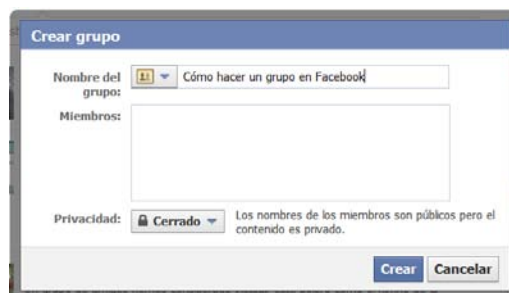 Crear grupo
Nombre del grupo:
Cómo hacer un grupo en Facebook
Miembros:
Privacidad:
Cerrado
Los nombres de los miembros son públicos pero el
contenido es privado.
Crear
Cancelar